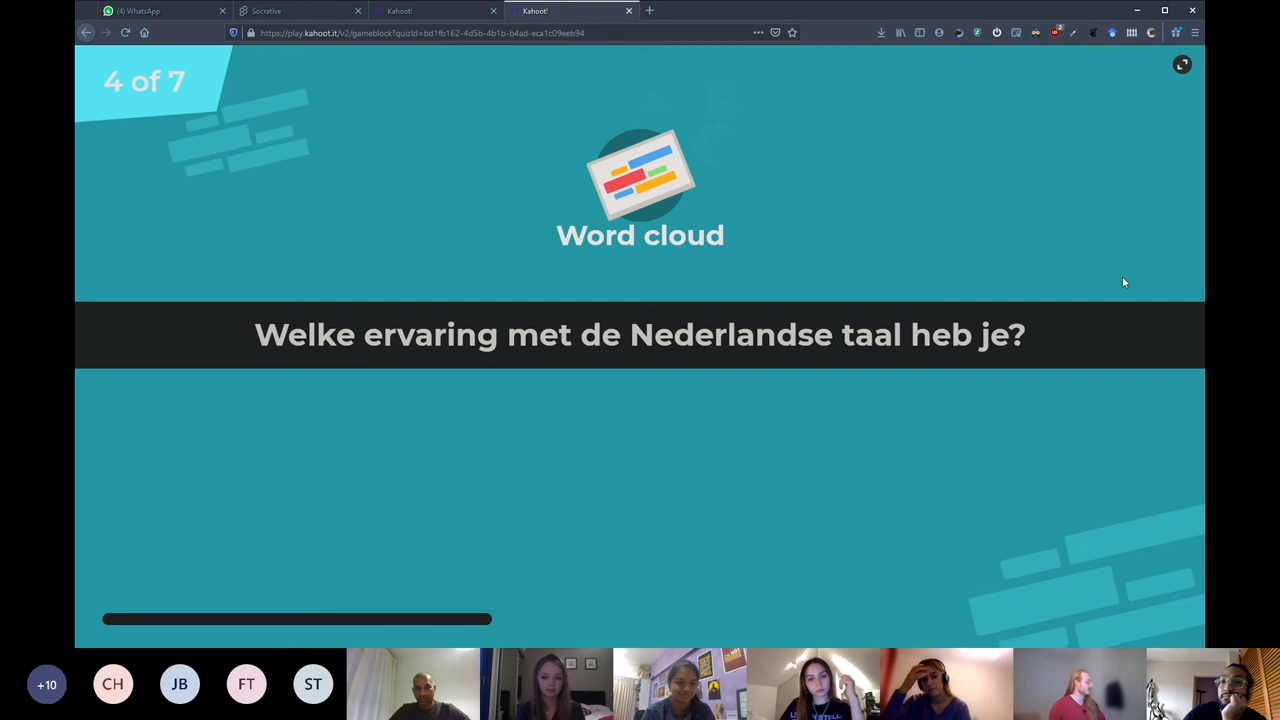 (4) WhatsApp
Socrative
Kahoot!
Kahoot!
https://play.kahoot.it/v2/gameblock?quizId=bd1fb162-4d5b-4b1b-b4ad-eca1c09eeb94
4 of 7
Word cloud
Welke ervaring met de Nederlandse taal heb je?
+10
CH
JB
FT
ST